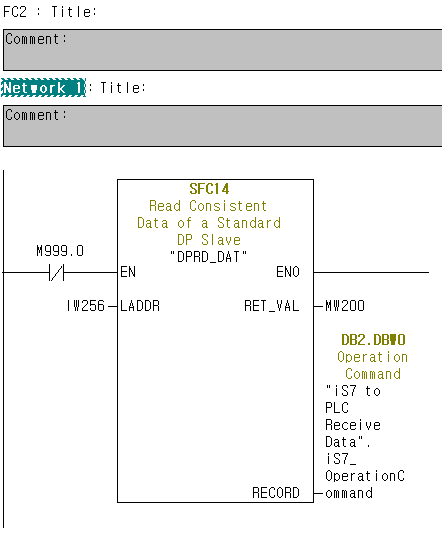 FC2 : Title:
Comment:
Network 1: Title:
Comment:
SFC14
Read Consistent
Data of a Standard
DP Slave
"DPRD_DAT"
M999.0
EN
ENO
IW256
LADDR
RET_VAL
MW200
DB2.DBW0
Operation
Command
"iS7 to
PLC
Receive
Data".
iS7_
OperationC
ommand
RECORD